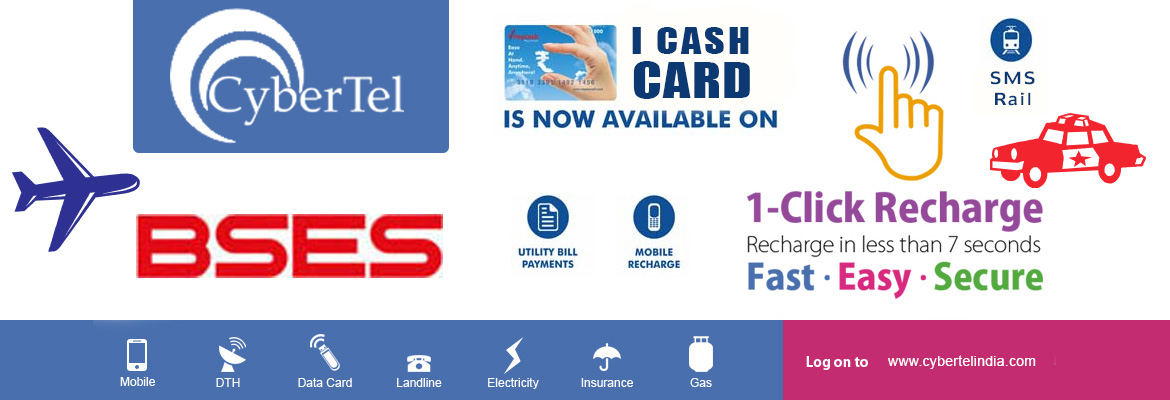 CyberTel
I CASH
CARD
IS NOW AVAILABLE ON
SMS
Rail
BSES
UTILITY BILL
PAYMENTS
MOBILE
RECHARGE
1-Click Recharge
Recharge in less than 7 seconds
Fast · Easy · Secure
Mobile
DTH
Data Card
Landline
Electricity
Insurance
Gas
Log on to www.cybertelindia.com